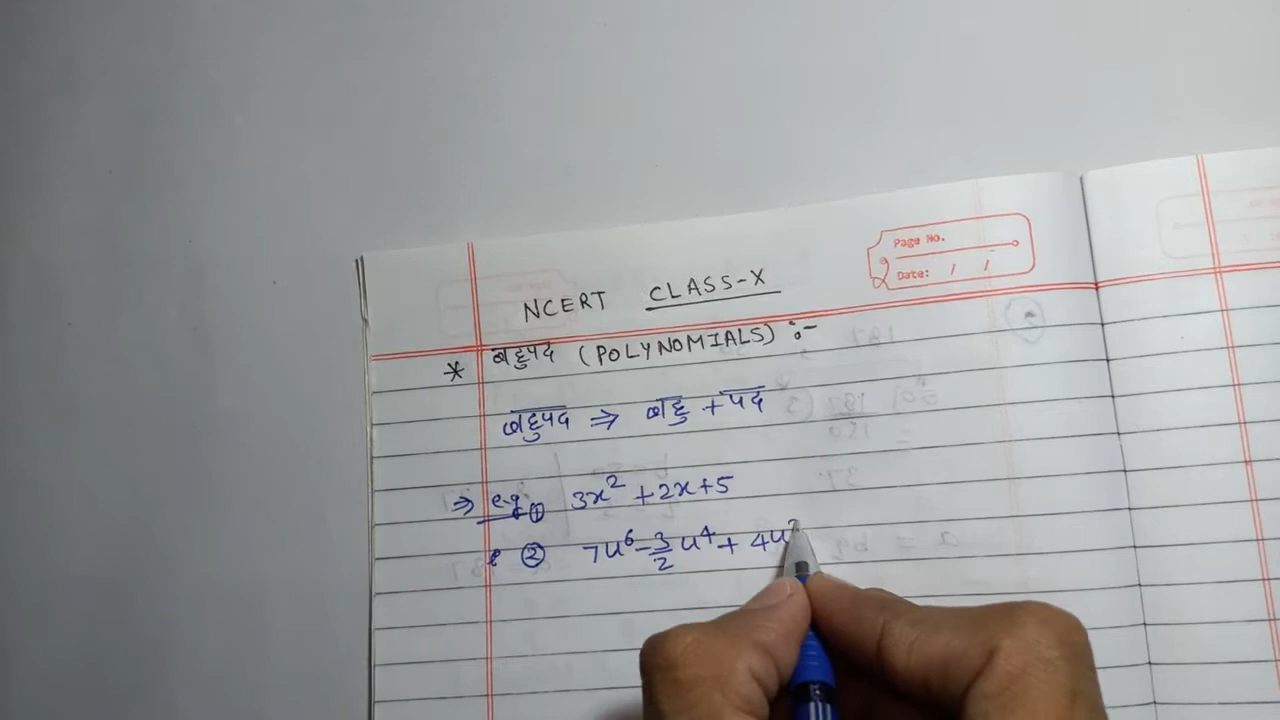 Page No.
Date: / /
NCERT CLASS-X
* बहुपद (POLYNOMIALS) :-
बहुपद ⇒ बहु + पद
⇒ e.g. ① 3x² + 2x + 5
② 7u⁶ - 3/2 u⁴ + 4u